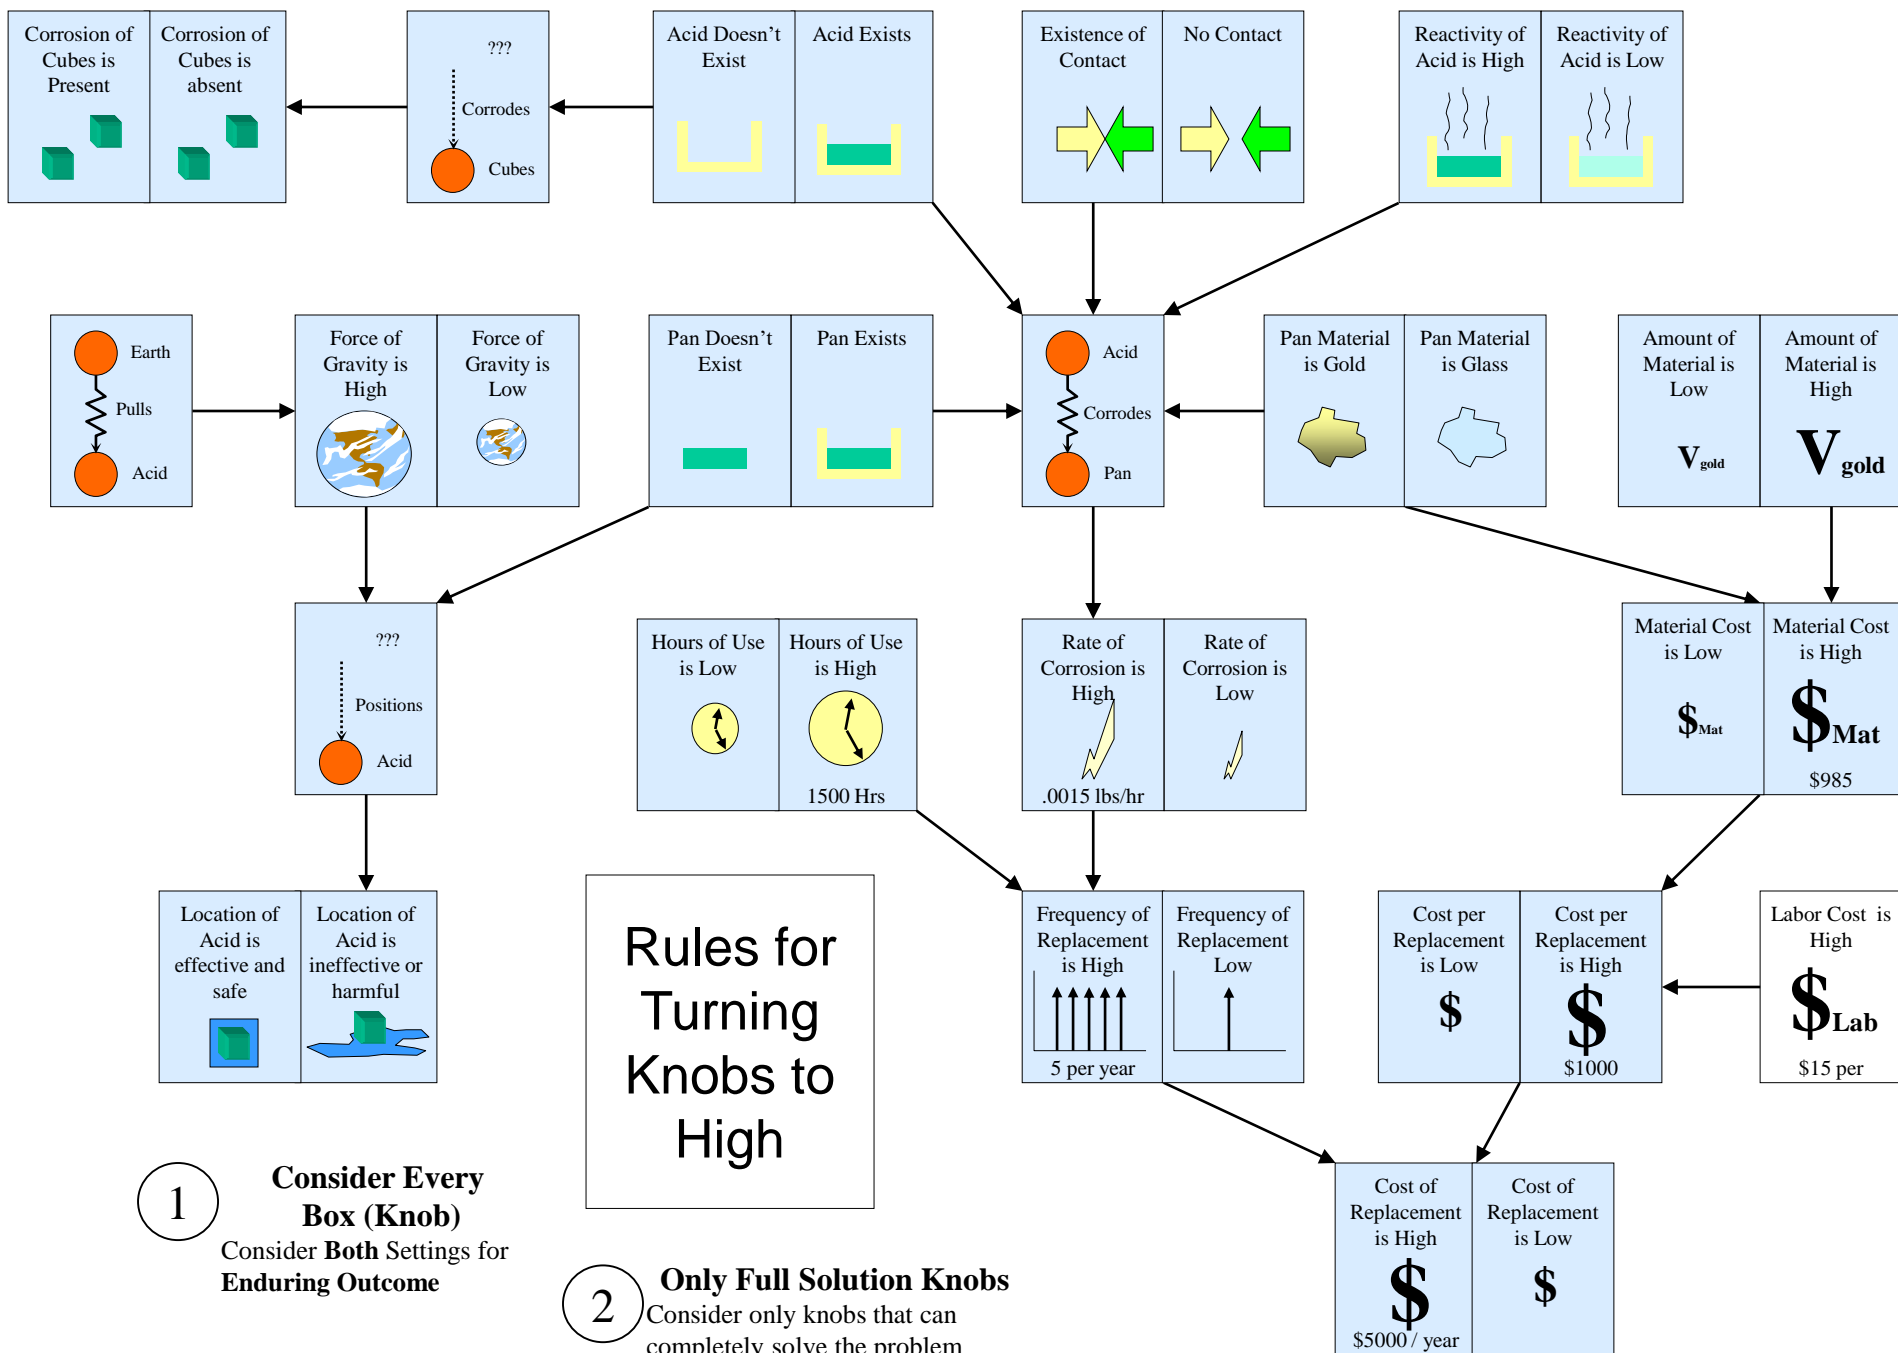 Corrosion of
Cubes is
Present
Corrosion of
Cubes is
absent
???
Corrodes
Cubes
Acid Doesn’t
Exist
Acid Exists
Existence of
Contact
No Contact
Reactivity of
Acid is High
Reactivity of
Acid is Low
Earth
Pulls
Acid
Force of
Gravity is
High
Force of
Gravity is
Low
Pan Doesn’t
Exist
Pan Exists
Acid
Corrodes
Pan
Pan Material
is Gold
Pan Material
is Glass
Amount of
Material is
Low
Vgold
Amount of
Material is
High
Vgold
???
Positions
Acid
Hours of Use
is Low
Hours of Use
is High
1500 Hrs
Rate of
Corrosion is
High
.0015 lbs/hr
Rate of
Corrosion is
Low
Material Cost
is Low
$Mat
Material Cost
is High
$Mat
$985
Location of
Acid is
effective and
safe
Location of
Acid is
ineffective or
harmful
Rules for
Turning
Knobs to
High
Frequency of
Replacement
is High
5 per year
Frequency of
Replacement
Low
Cost per
Replacement
is Low
$
Cost per
Replacement
is High
$
$1000
Labor Cost is
High
$Lab
$15 per
Cost of
Replacement
is High
$
$5000 / year
Cost of
Replacement
is Low
$
1
Consider Every
Box (Knob)
Consider Both Settings for
Enduring Outcome
2
Only Full Solution Knobs
Consider only knobs that can
completely solve the problem